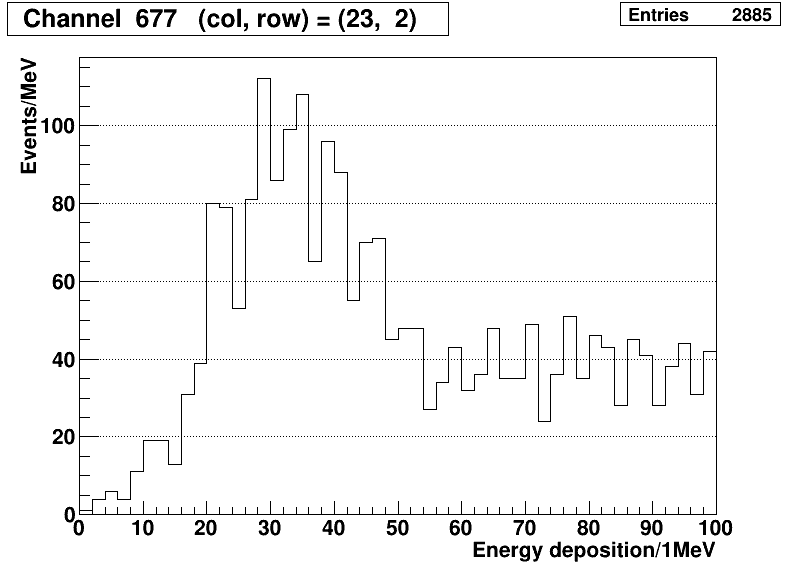 Channel 677 (col, row) = (23, 2)
Entries 2885
Events/MeV
100
80
60
40
20
0
0 10 20 30 40 50 60 70 80 90 100
Energy deposition/1MeV